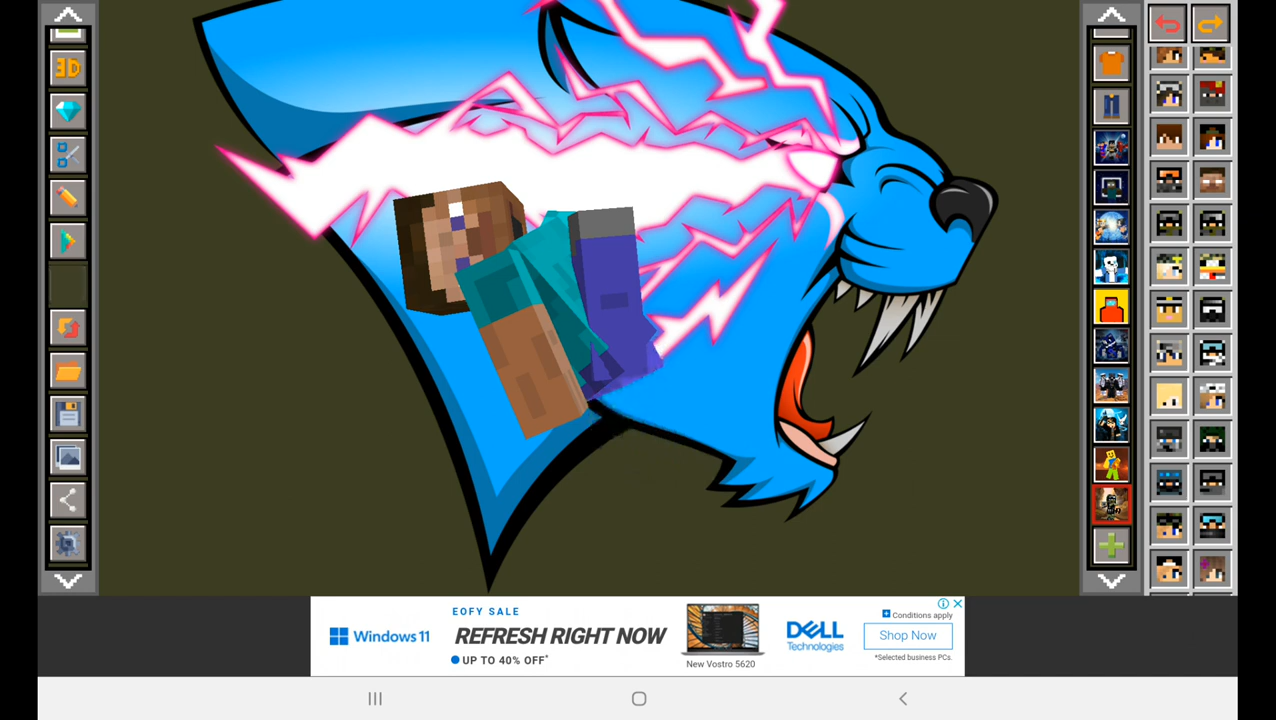 3D
EOFY SALE
Windows 11
REFRESH RIGHT NOW
UP TO 40% OFF*
New Vostro 5620
DELL
Technologies
Conditions apply
Shop Now
*Selected business PCs.